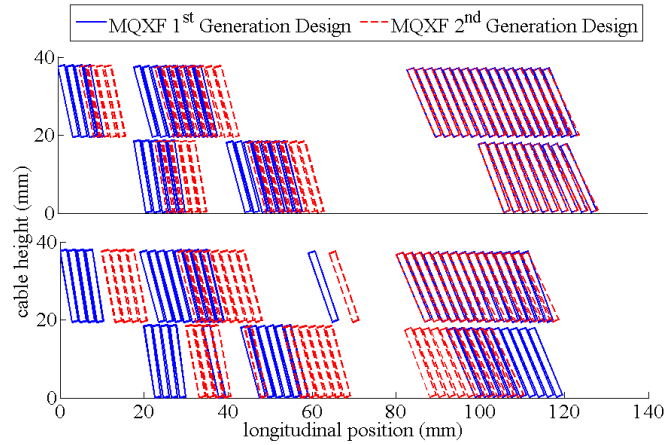 MQXF 1st Generation Design MQXF 2nd Generation Design
40
20
0
cable height (mm)
40
20
0
0 20 40 60 80 100 120 140
longitudinal position (mm)